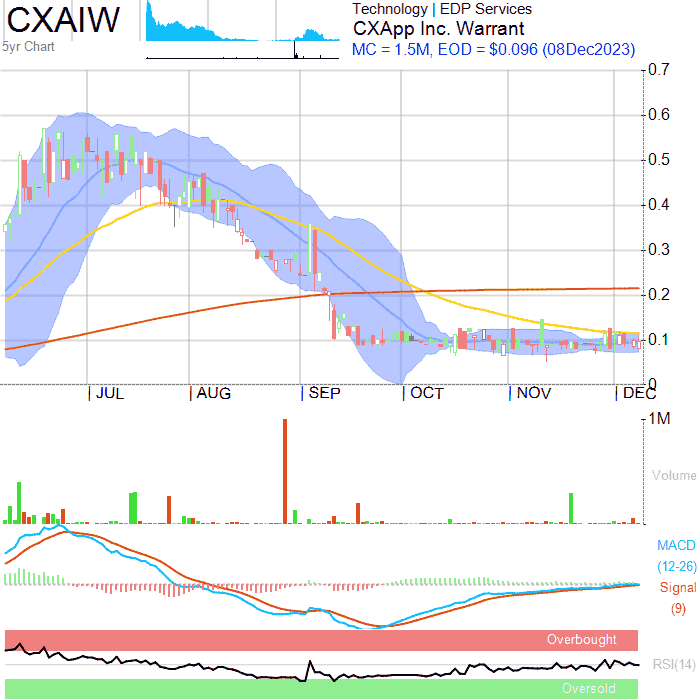 CXAIW
5yr Chart
Technology | EDP Services
CXApp Inc. Warrant
MC = 1.5M, EOD = $0.096 (08Dec2023)
0.7
0.6
0.5
0.4
0.3
0.2
0.1
0
JUL AUG SEP OCT NOV DEC
1M
Volume
MACD
(12-26)
Signal
(9)
Overbought
RSI(14)
Oversold